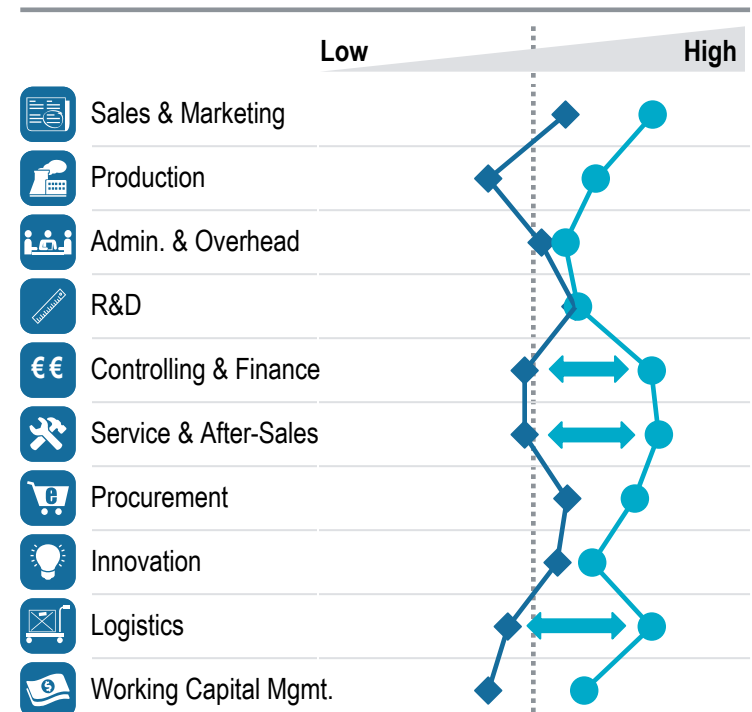 Low High
Sales & Marketing
Production
Admin. & Overhead
R&D
€€ Controlling & Finance
Service & After-Sales
e Procurement
Innovation
Logistics
$ Working Capital Mgmt.